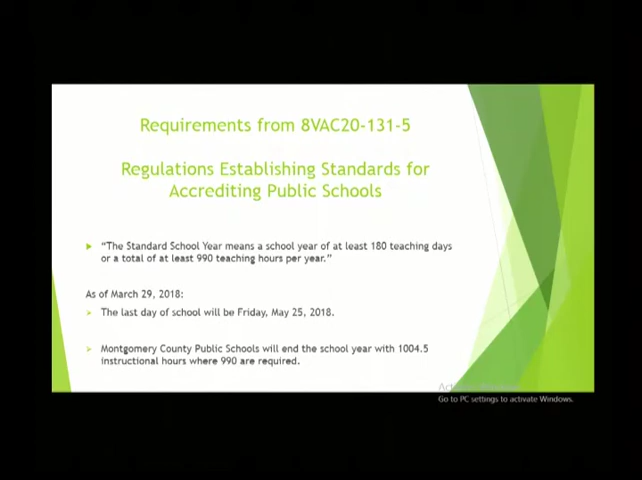 Requirements from 8VAC20-131-5
Regulations Establishing Standards for
Accrediting Public Schools
"The Standard School Year means a school year of at least 180 teaching days
or a total of at least 990 teaching hours per year."
As of March 29, 2018:
The last day of school will be Friday, May 25, 2018.
Montgomery County Public Schools will end the school year with 1004.5
instructional hours where 990 are required.
Go to PC settings to activate Windows.